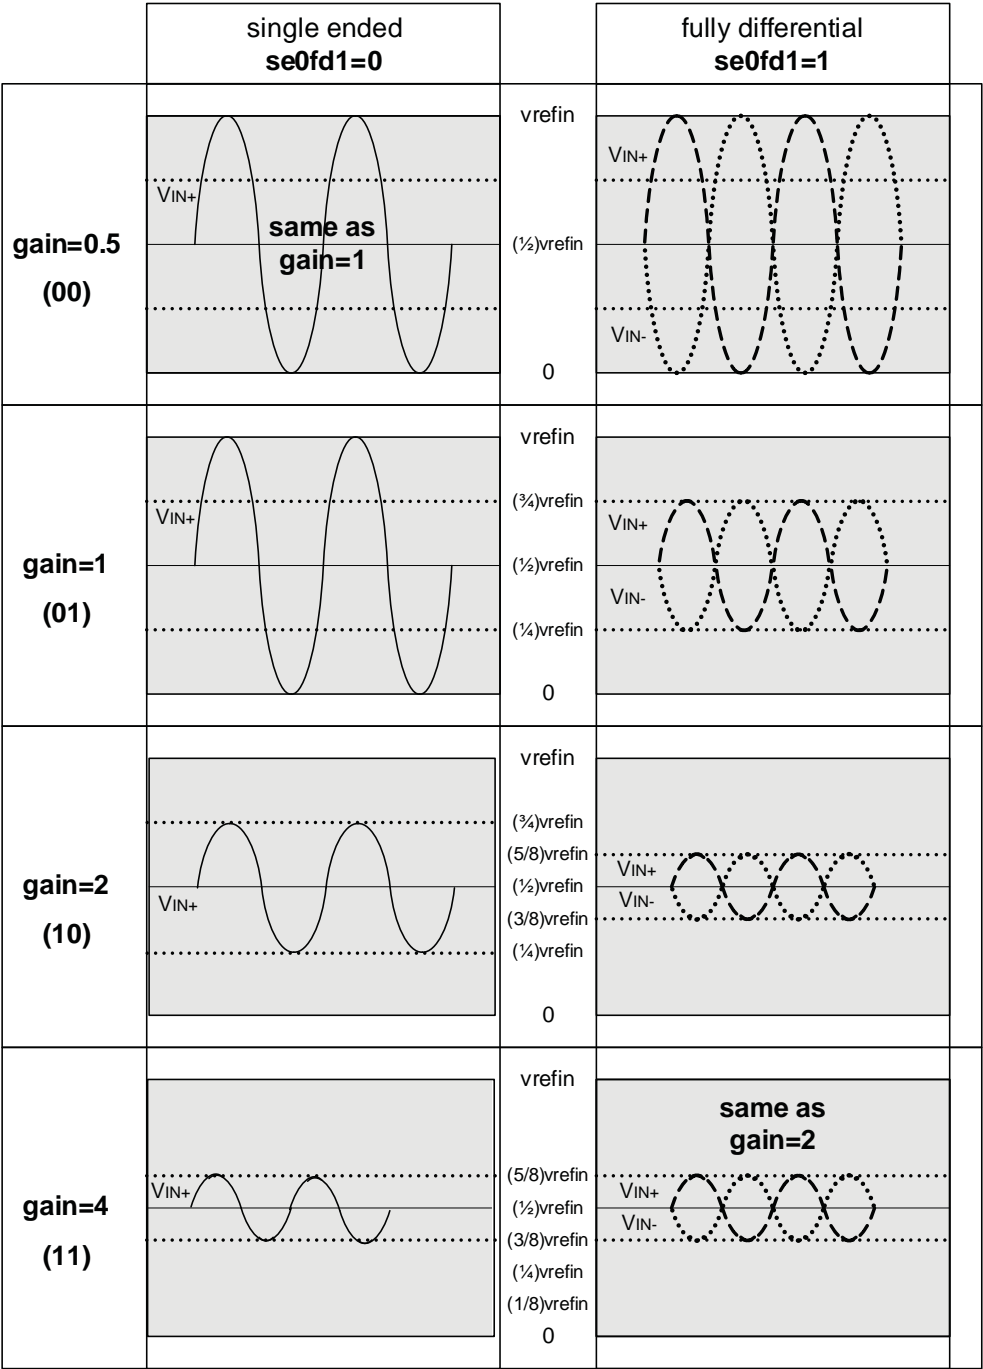 single ended
se0fd1=0
fully differential
se0fd1=1
gain=0.5
(00)
VIN+
same as
gain=1
vrefin
(½)vrefin
0
VIN+
VIN-
gain=1
(01)
VIN+
vrefin
(¾)vrefin
(½)vrefin
(¼)vrefin
0
VIN+
VIN-
gain=2
(10)
VIN+
vrefin
(¾)vrefin
(5/8)vrefin
(½)vrefin
(3/8)vrefin
(¼)vrefin
0
VIN+
VIN-
gain=4
(11)
VIN+
vrefin
(5/8)vrefin
(½)vrefin
(3/8)vrefin
(¼)vrefin
(1/8)vrefin
0
same as
gain=2
VIN+
VIN-